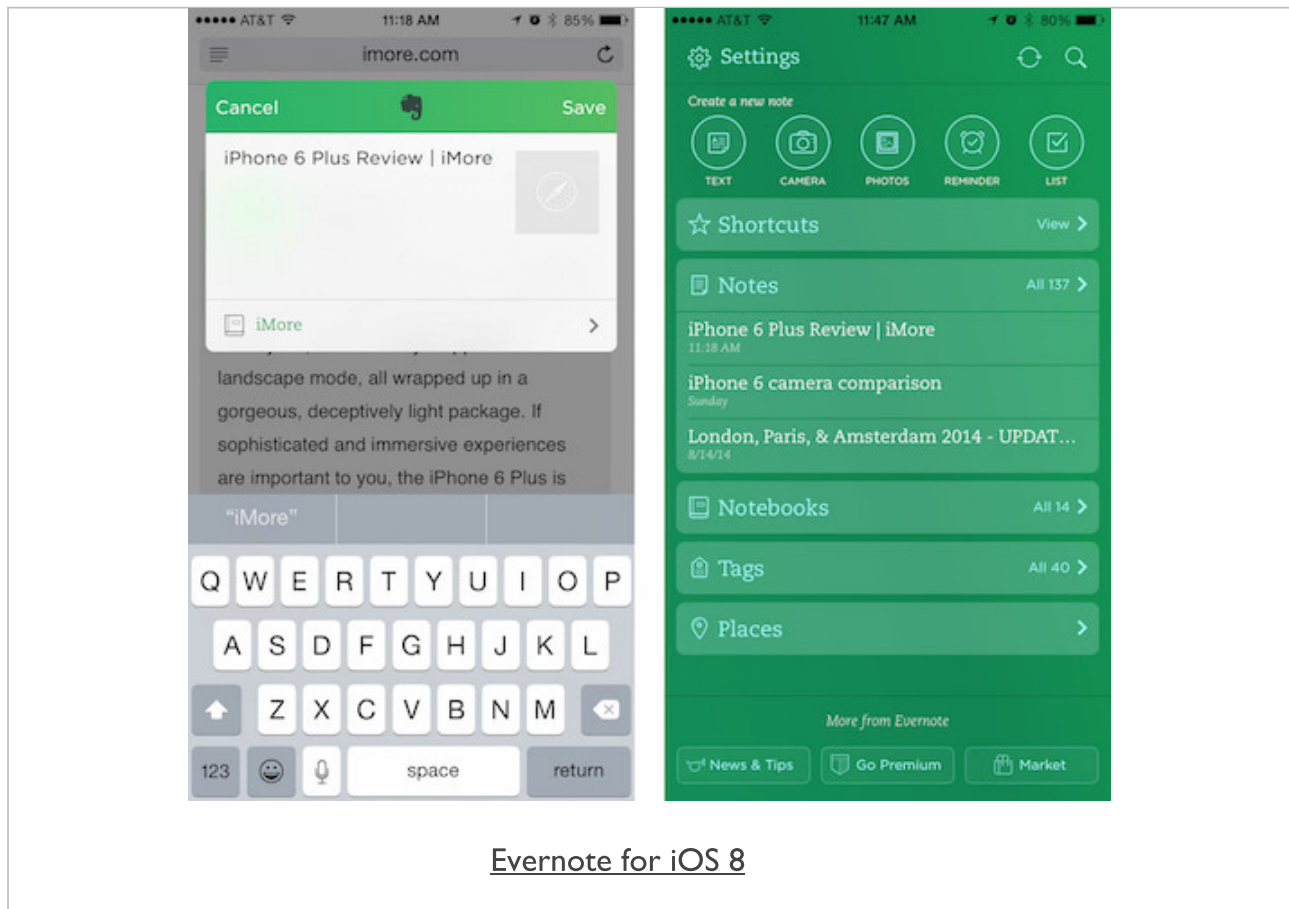 AT&T 11:18 AM 85%
imore.com
Cancel Save
iPhone 6 Plus Review | iMore
iMore
landscape mode, all wrapped up in a
gorgeous, deceptively light package. If
sophisticated and immersive experiences
are important to you, the iPhone 6 Plus is
“iMore”
Q W E R T Y U I O P
A S D F G H J K L
Z X C V B N M
123 space return
AT&T 11:47 AM 80%
Settings
Create a new note
TEXT CAMERA PHOTOS REMINDER LIST
Shortcuts View
Notes All 137
iPhone 6 Plus Review | iMore
11:18 AM
iPhone 6 camera comparison
Sunday
London, Paris, & Amsterdam 2014 - UPDAT...
8/14/14
Notebooks All 14
Tags All 40
Places
More from Evernote
News & Tips Go Premium Market
Evernote for iOS 8